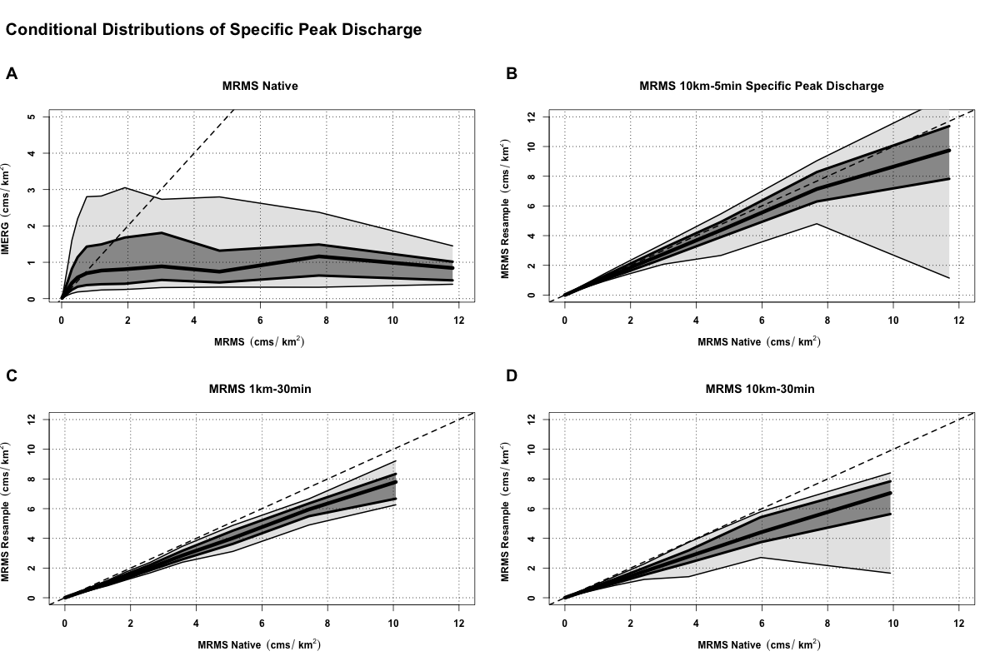 Conditional Distributions of Specific Peak Discharge
A
MRMS Native
5
4
3
2
1
0
IMERG (cms/ km²)
0 2 4 6 8 10 12
MRMS (cms/ km²)
B
MRMS 10km-5min Specific Peak Discharge
12
10
8
6
4
2
0
MRMS Resample (cms/ km²)
0 2 4 6 8 10 12
MRMS Native (cms/ km²)
C
MRMS 1km-30min
12
10
8
6
4
2
0
MRMS Resample (cms/ km²)
0 2 4 6 8 10 12
MRMS Native (cms/ km²)
D
MRMS 10km-30min
12
10
8
6
4
2
0
MRMS Resample (cms/ km²)
0 2 4 6 8 10 12
MRMS Native (cms/ km²)